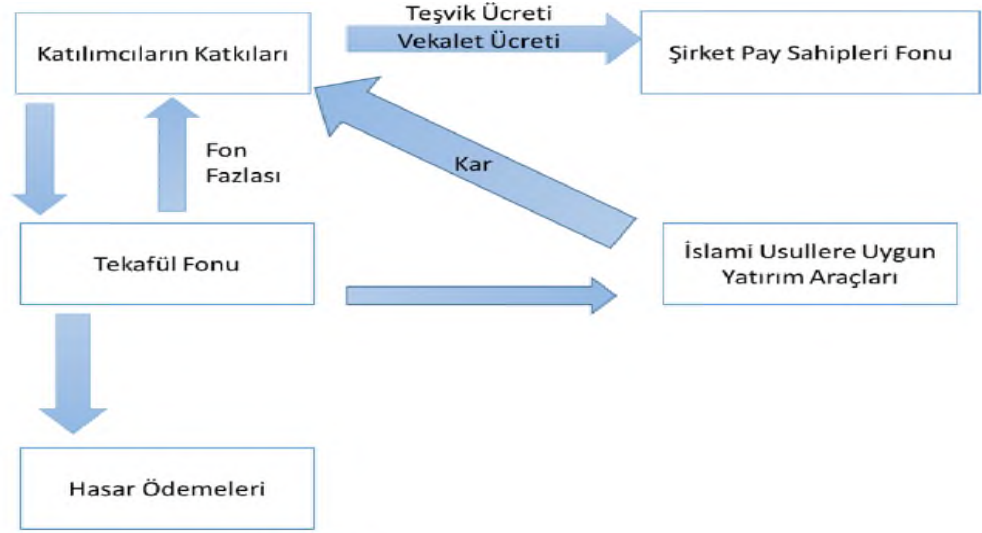 Teşvik Ücreti
Katılımcıların Katkıları
Vekalet Ücreti
Şirket Pay Sahipleri Fonu
Fon
Fazlası
Kar
Tekafül Fonu
İslami Usullere Uygun
Yatırım Araçları
Hasar Ödemeleri